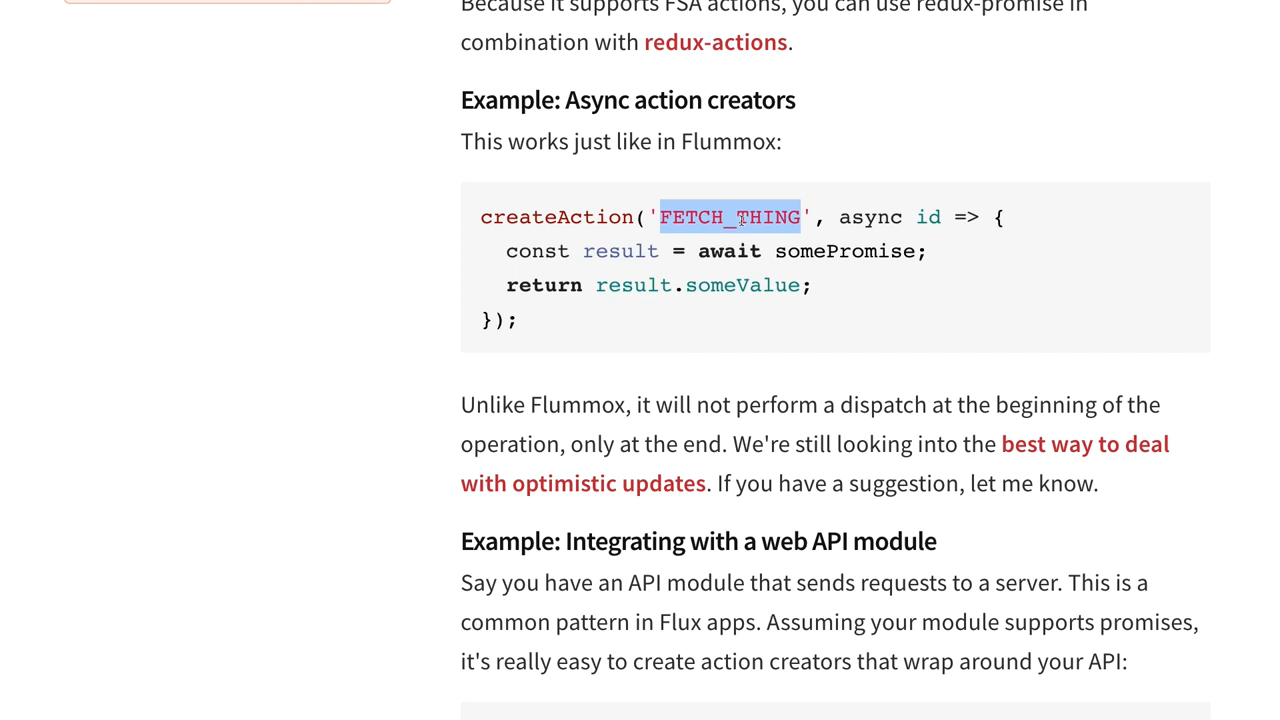 Because it supports FSA actions, you can use redux-promise in
combination with redux-actions.
Example: Async action creators
This works just like in Flummox:
createAction('FETCH_THING', async id => {
  const result = await somePromise;
  return result.someValue;
});
Unlike Flummox, it will not perform a dispatch at the beginning of the
operation, only at the end. We're still looking into the best way to deal
with optimistic updates. If you have a suggestion, let me know.
Example: Integrating with a web API module
Say you have an API module that sends requests to a server. This is a
common pattern in Flux apps. Assuming your module supports promises,
it's really easy to create action creators that wrap around your API: